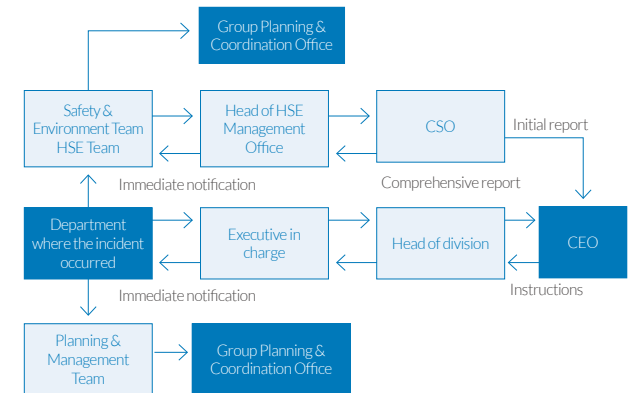 Group Planning &
Coordination Office
Safety &
Environment Team
HSE Team
Head of HSE
Management
Office
CSO
Initial report
Immediate notification
Comprehensive report
Department
where the incident
occurred
Executive in
charge
Head of division
CEO
Immediate notification
Instructions
Planning &
Management
Team
Group Planning &
Coordination Office